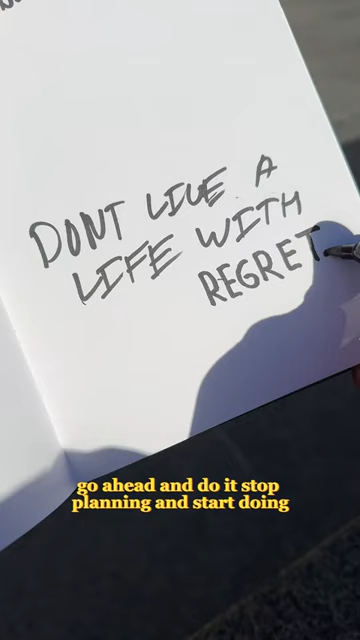 DONT LIVE A
LIFE WITH
REGRET
go ahead and do it stop
planning and start doing